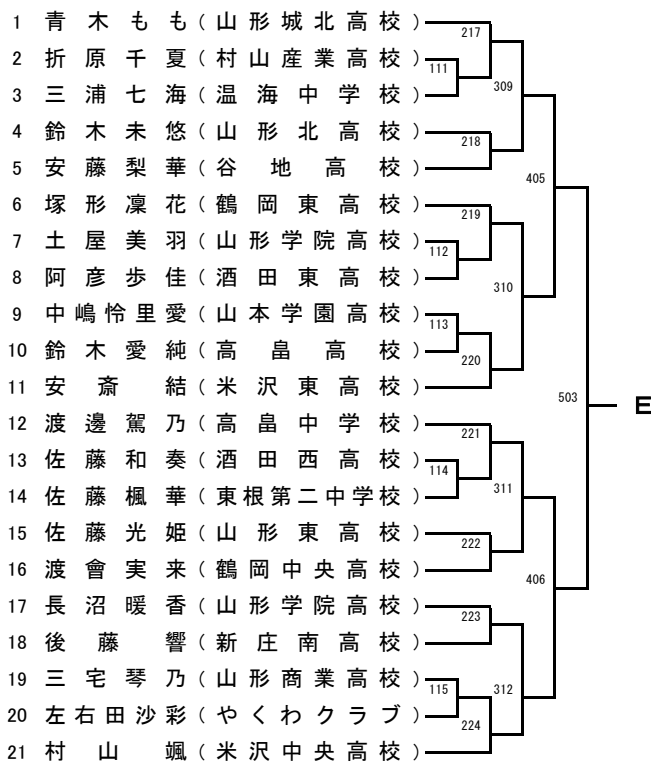 1 青木もも（山形城北高校）
217
2 折原千夏（村山産業高校）
111
3 三浦七海（温海中学校）
309
4 鈴木未悠（山形北高校）
218
5 安藤梨華（谷地高校）
405
6 塚形凜花（鶴岡東高校）
219
7 土屋美羽（山形学院高校）
112
8 阿彦歩佳（酒田東高校）
310
9 中嶋怜里愛（山本学園高校）
113
10 鈴木愛純（高畠高校）
220
11 安斎結（米沢東高校）
503 E
12 渡邊駕乃（高畠中学校）
221
13 佐藤和奏（酒田西高校）
114
14 佐藤楓華（東根第二中学校）
311
15 佐藤光姫（山形東高校）
222
16 渡會実来（鶴岡中央高校）
406
17 長沼暖香（山形学院高校）
223
18 後藤響（新庄南高校）
19 三宅琴乃（山形商業高校）
115
312
20 左右田沙彩（やくわクラブ）
224
21 村山颯（米沢中央高校）